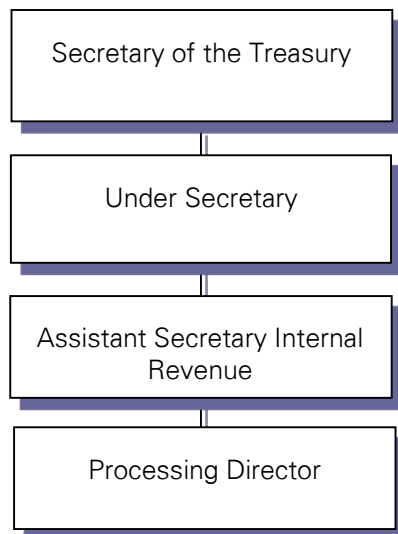 Secretary of the Treasury
Under Secretary
Assistant Secretary Internal
Revenue
Processing Director